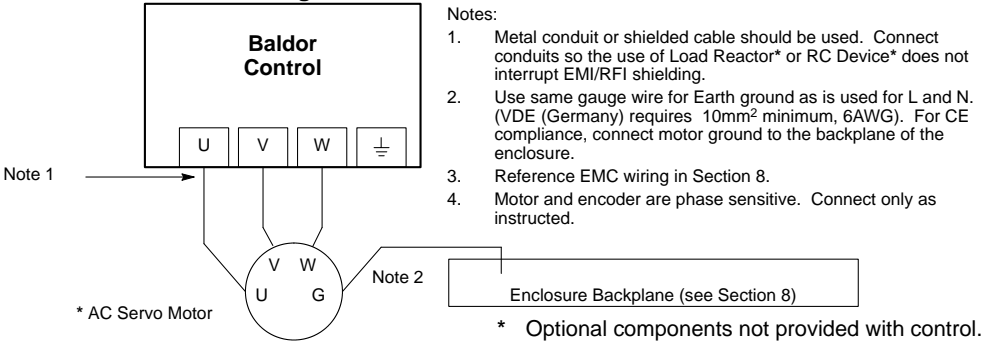 Baldor
Control
U V W
Note 1
V W
U G
Note 2
* AC Servo Motor
Notes:
1. Metal conduit or shielded cable should be used. Connect
conduits so the use of Load Reactor* or RC Device* does not
interrupt EMI/RFI shielding.
2. Use same gauge wire for Earth ground as is used for L and N.
(VDE (Germany) requires 10mm² minimum, 6AWG). For CE
compliance, connect motor ground to the backplane of the
enclosure.
3. Reference EMC wiring in Section 8.
4. Motor and encoder are phase sensitive. Connect only as
instructed.
Enclosure Backplane (see Section 8)
* Optional components not provided with control.